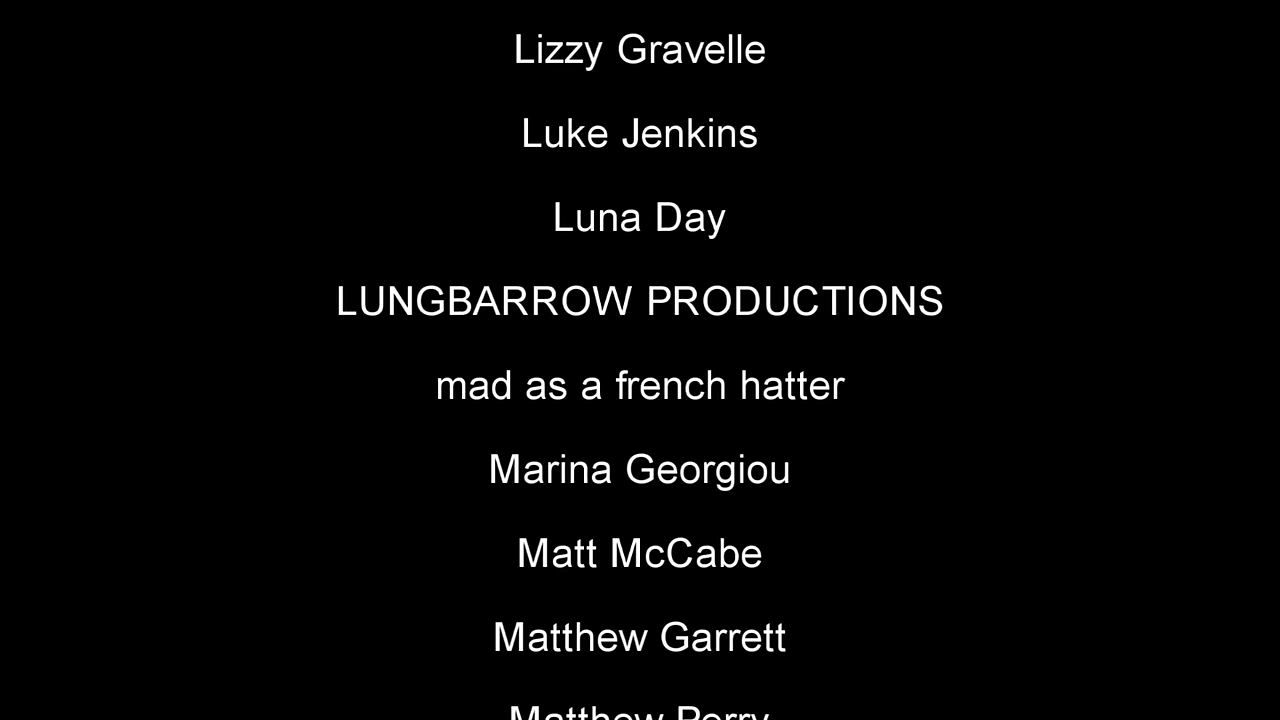 Lizzy Gravelle
Luke Jenkins
Luna Day
LUNGBARROW PRODUCTIONS
mad as a french hatter
Marina Georgiou
Matt McCabe
Matthew Garrett
Matthew Perry